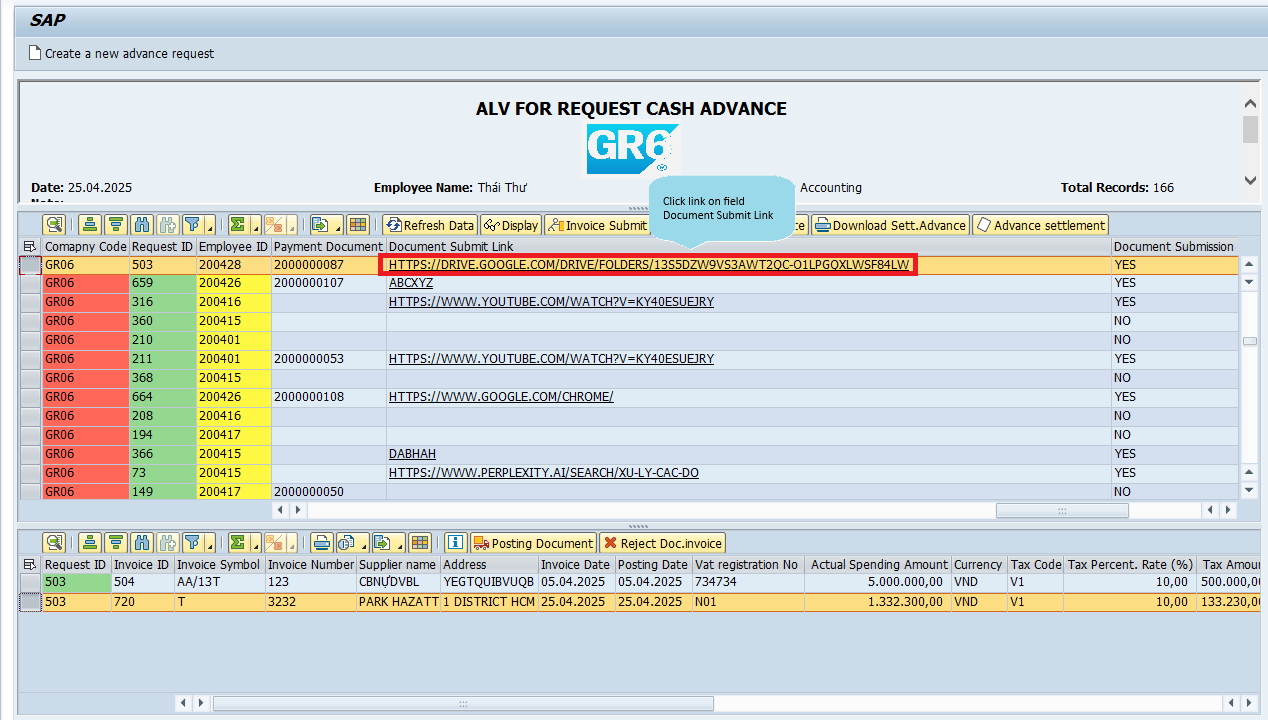 SAP
Create a new advance request
ALV FOR REQUEST CASH ADVANCE
GR6
Date: 25.04.2025 Employee Name: Thái Thư Accounting Total Records: 166
Click link on field
Document Submit Link
Refresh Data Display Invoice Submit Download Sett.Advance Advance settlement
Comapny Code Request ID Employee ID Payment Document Document Submit Link Document Submission
GR06 503 200428 2000000087 HTTPS://DRIVE.GOOGLE.COM/DRIVE/FOLDERS/13S5DZW9VS3AWT2QC-O1LPGQXLWSF84LW YES
GR06 659 200426 2000000107 ABCXYZ YES
GR06 316 200416 HTTPS://WWW.YOUTUBE.COM/WATCH?V=KY40ESUEJRY YES
GR06 360 200415 NO
GR06 210 200401 NO
GR06 211 200401 2000000053 HTTPS://WWW.YOUTUBE.COM/WATCH?V=KY40ESUEJRY YES
GR06 368 200415 NO
GR06 664 200426 2000000108 HTTPS://WWW.GOOGLE.COM/CHROME/ YES
GR06 208 200416 NO
GR06 194 200417 NO
GR06 366 200415 DABHAH YES
GR06 73 200415 HTTPS://WWW.PERPLEXITY.AI/SEARCH/XU-LY-CAC-DO YES
GR06 149 200417 2000000050 NO
Posting Document Reject Doc.invoice
Request ID Invoice ID Invoice Symbol Invoice Number Supplier name Address Invoice Date Posting Date Vat registration No Actual Spending Amount Currency Tax Code Tax Percent. Rate (%) Tax Amou
503 504 AA/13T 123 CBNƯDVBL YEGTQUIBVUQB 05.04.2025 05.04.2025 734734 5.000.000,00 VND V1 10,00 500.000,0
503 720 T 3232 PARK HAZATT 1 DISTRICT HCM 25.04.2025 25.04.2025 N01 1.332.300,00 VND V1 10,00 133.230,0